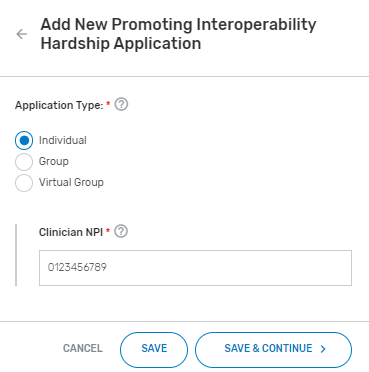 Add New Promoting Interoperability
Hardship Application
Application Type: *
Individual
Group
Virtual Group
Clinician NPI *
0123456789
CANCEL
SAVE
SAVE & CONTINUE